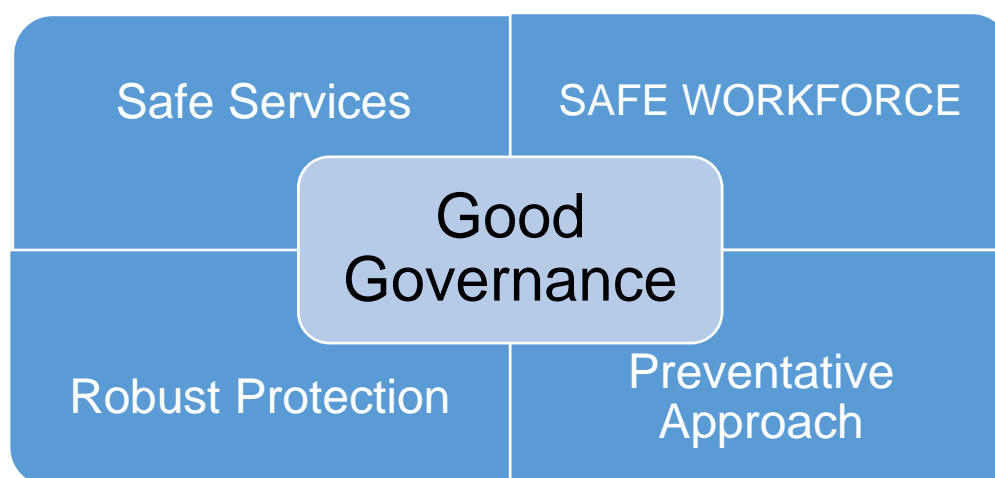 Safe Services
SAFE WORKFORCE
Good
Governance
Robust Protection
Preventative
Approach